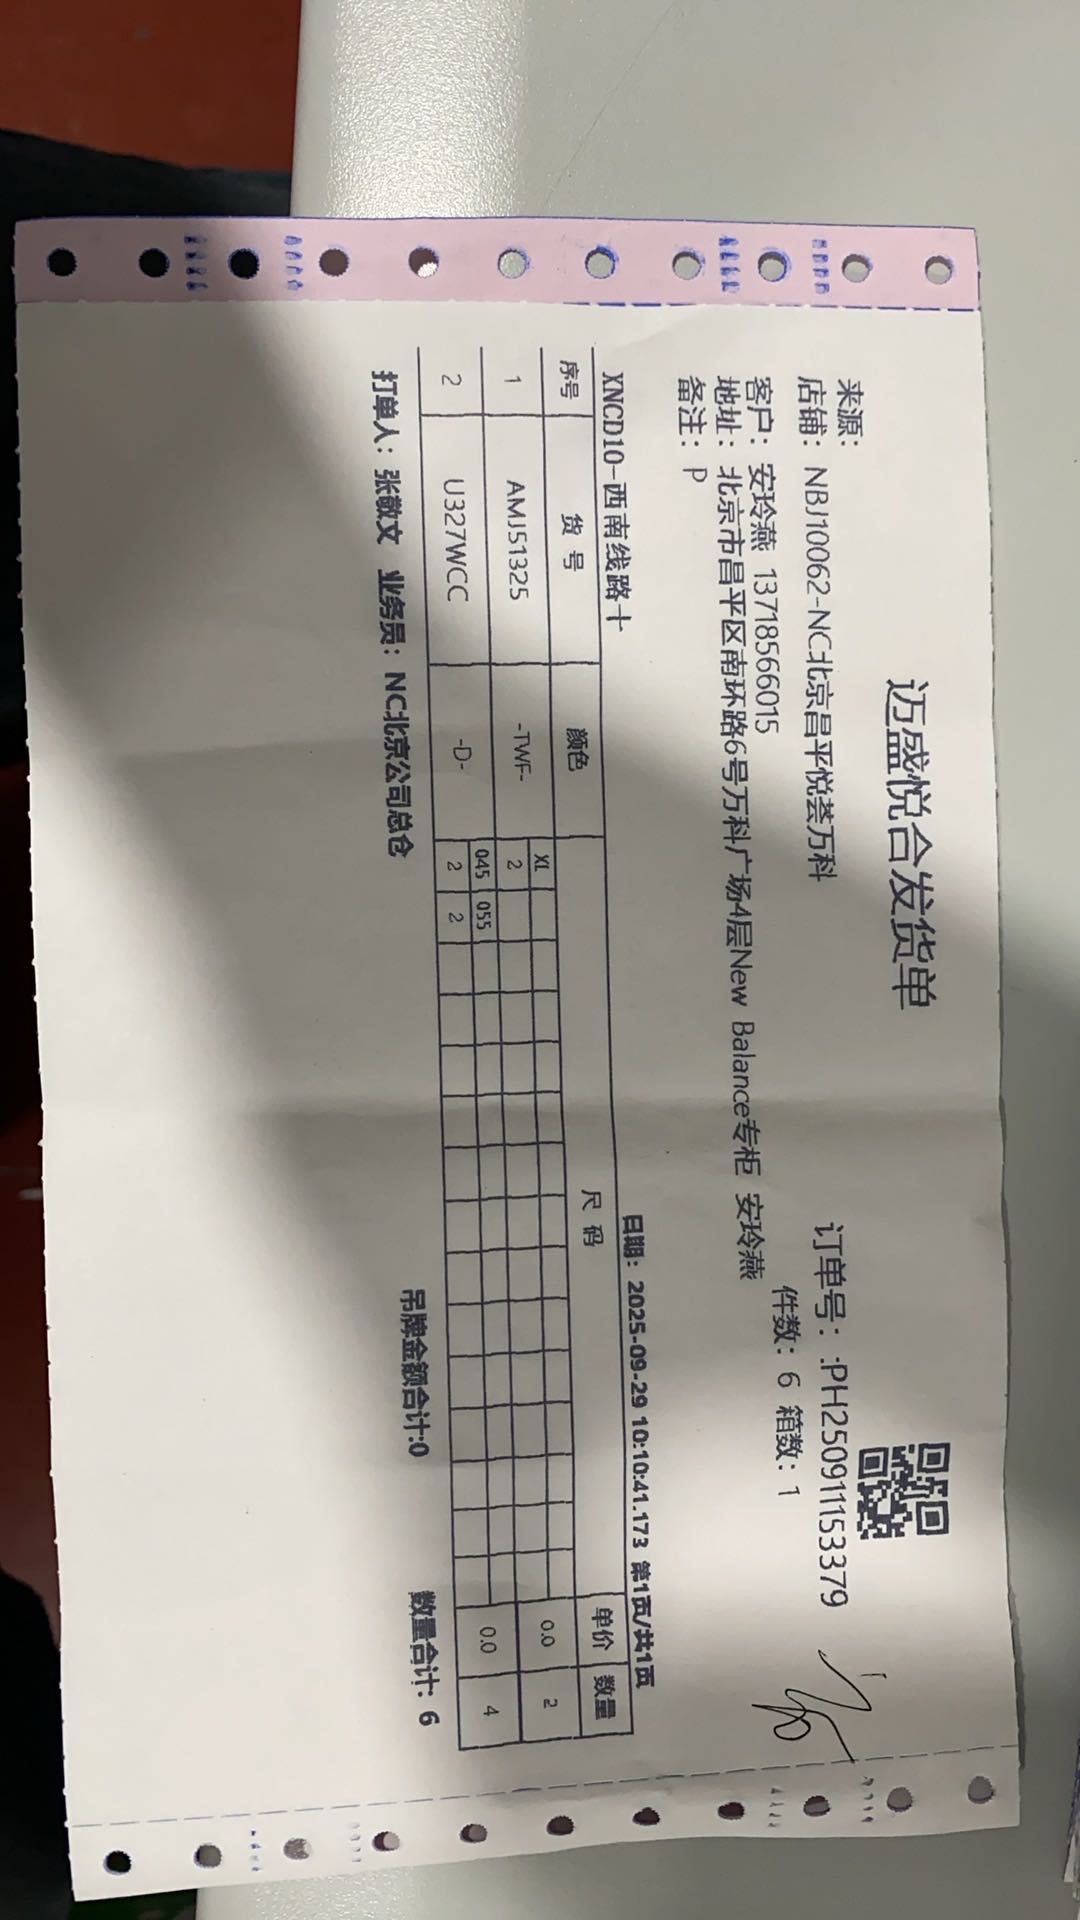 迈盛悦合发货单
来源：
店铺：NBJ10062-NC北京昌平悦荟万科
订单号：:PH250911153379
客户：安玲燕 13718566015
件数：6 箱数：1
地址：北京市昌平区南环路6号万科广场4层New Balance专柜 安玲燕
备注：P
XNCD10-西南线路十
日期：2025-09-29 10:10:41.173 第1页/共1页
序号 货号 颜色 尺码 单价 数量
XL
1 AMJ51325 -TWF- 2 0.0 2
045 055
2 U327WCC -D- 2 2 0.0 4
打单人：张敬文 业务员：NC北京公司总仓 吊牌金额合计:0 数量合计: 6